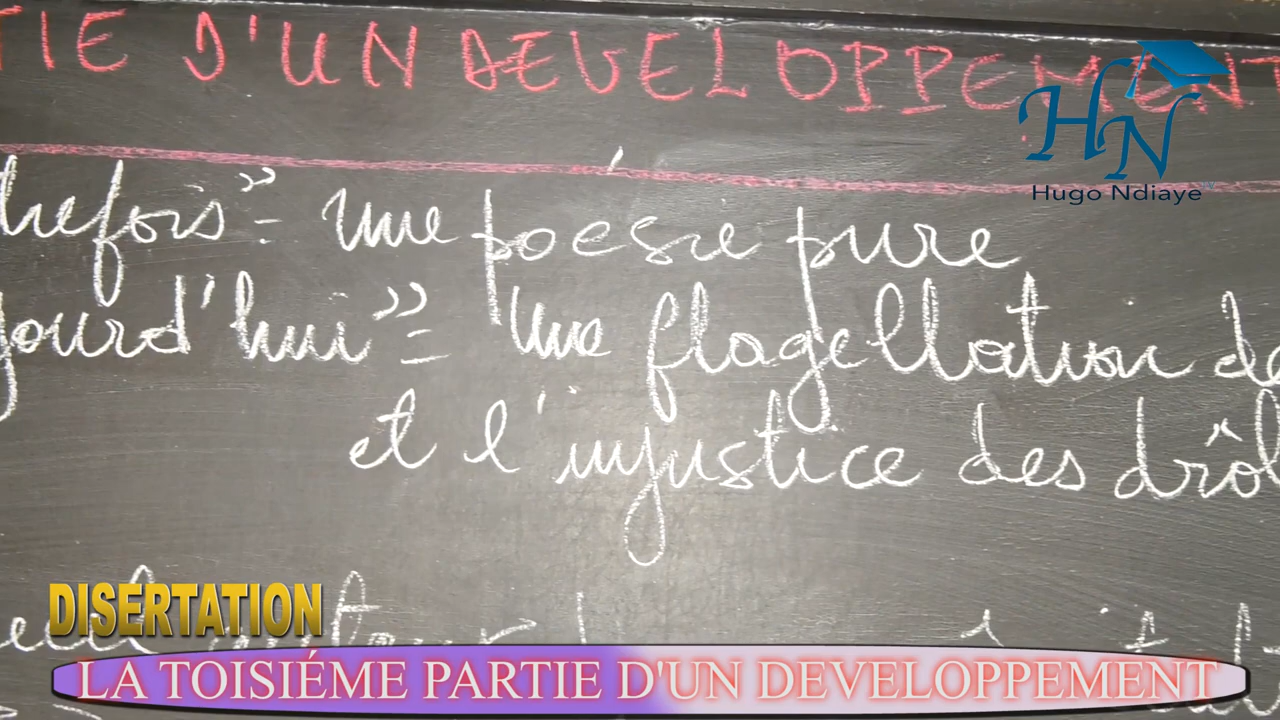 TIE D'UN DEVELOPPEMENT
trefois" = Une poésie pure
jourd'hui" = Une flagellation de
et l'injustice des drôl
HN
Hugo Ndiaye
DISERTATION
LA TOISIÉME PARTIE D'UN DEVELOPPEMENT